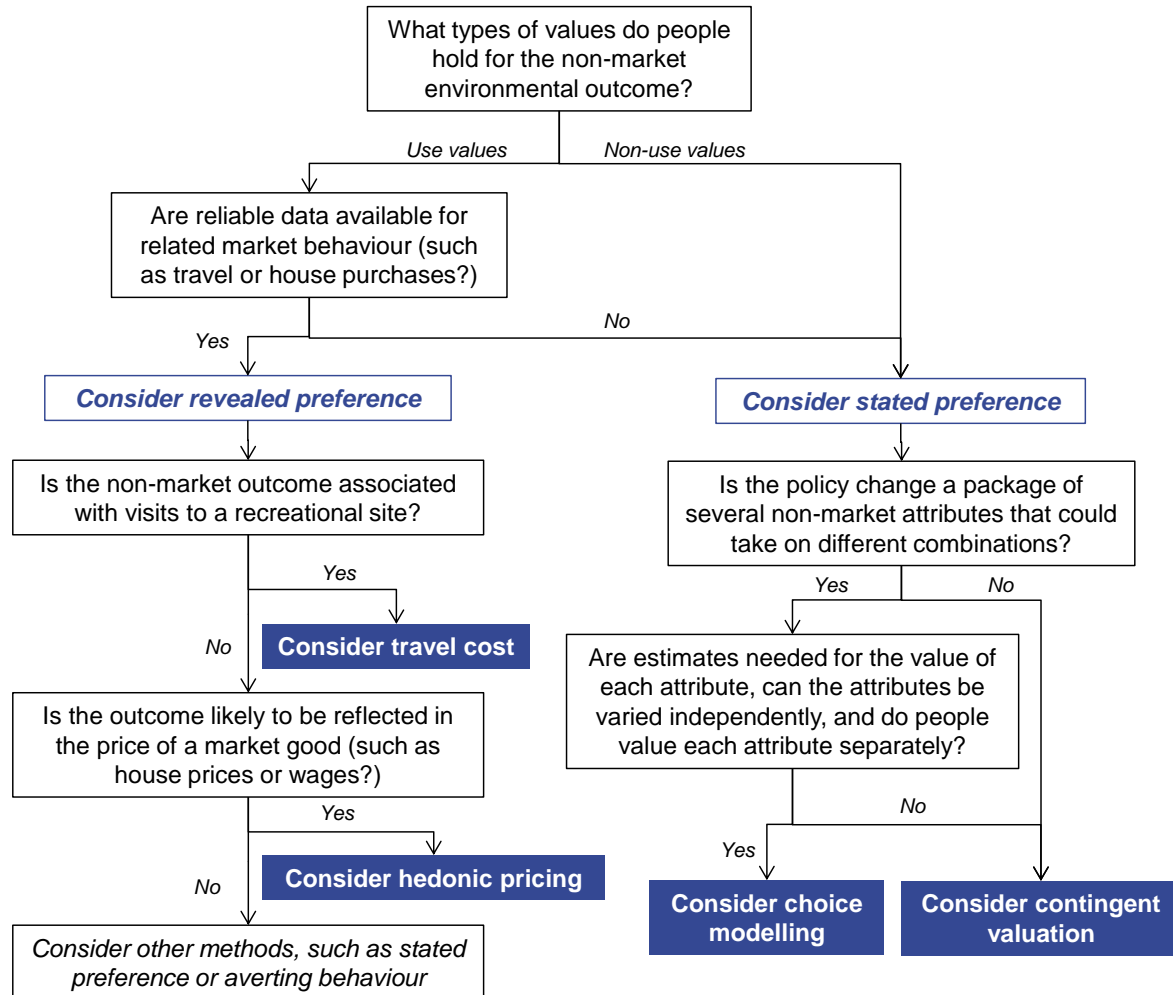 What types of values do people
hold for the non-market
environmental outcome?
Use values
Non-use values
Are reliable data available for
related market behaviour (such
as travel or house purchases?)
Yes
No
Consider revealed preference
Consider stated preference
Is the non-market outcome associated
with visits to a recreational site?
Is the policy change a package of
several non-market attributes that could
take on different combinations?
Yes
No
Consider travel cost
Yes
No
Is the outcome likely to be reflected in
the price of a market good (such as
house prices or wages?)
Are estimates needed for the value of
each attribute, can the attributes be
varied independently, and do people
value each attribute separately?
Yes
No
Consider hedonic pricing
Yes
No
Consider other methods, such as stated
preference or averting behaviour
Consider choice
modelling
Consider contingent
valuation